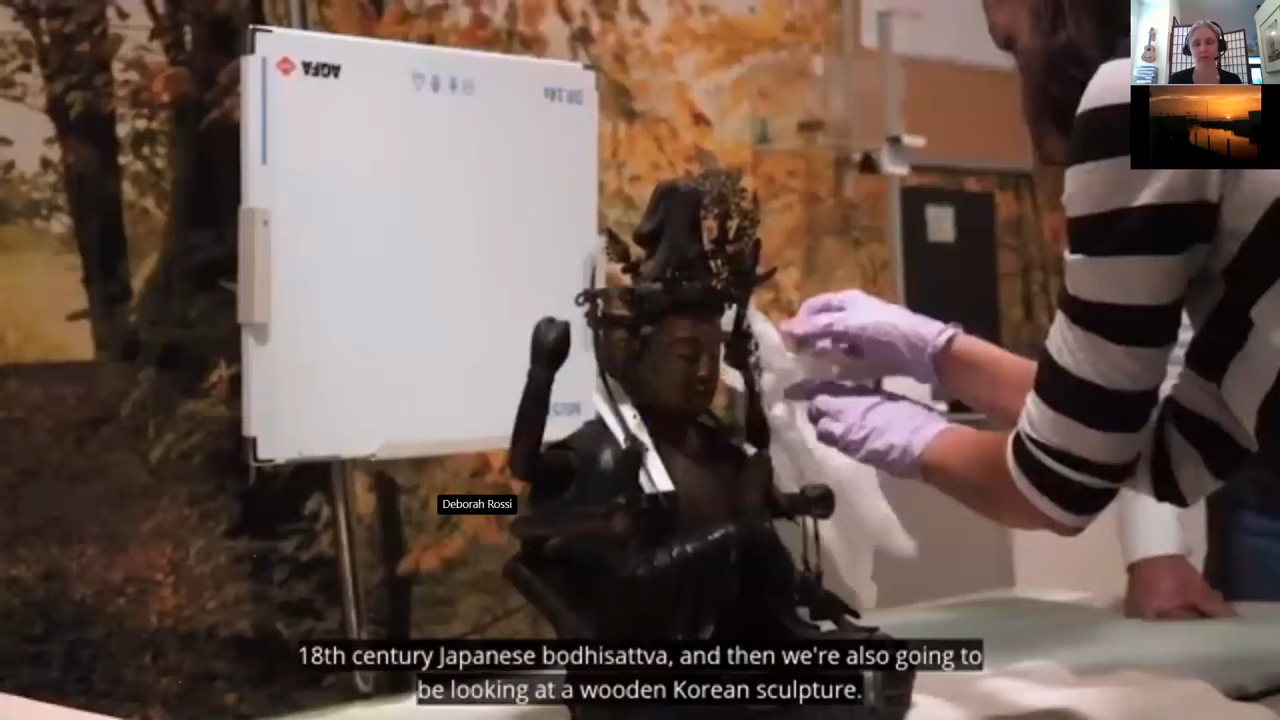 AGFA
Deborah Rossi
18th century Japanese bodhisattva, and then we're also going to
be looking at a wooden Korean sculpture.